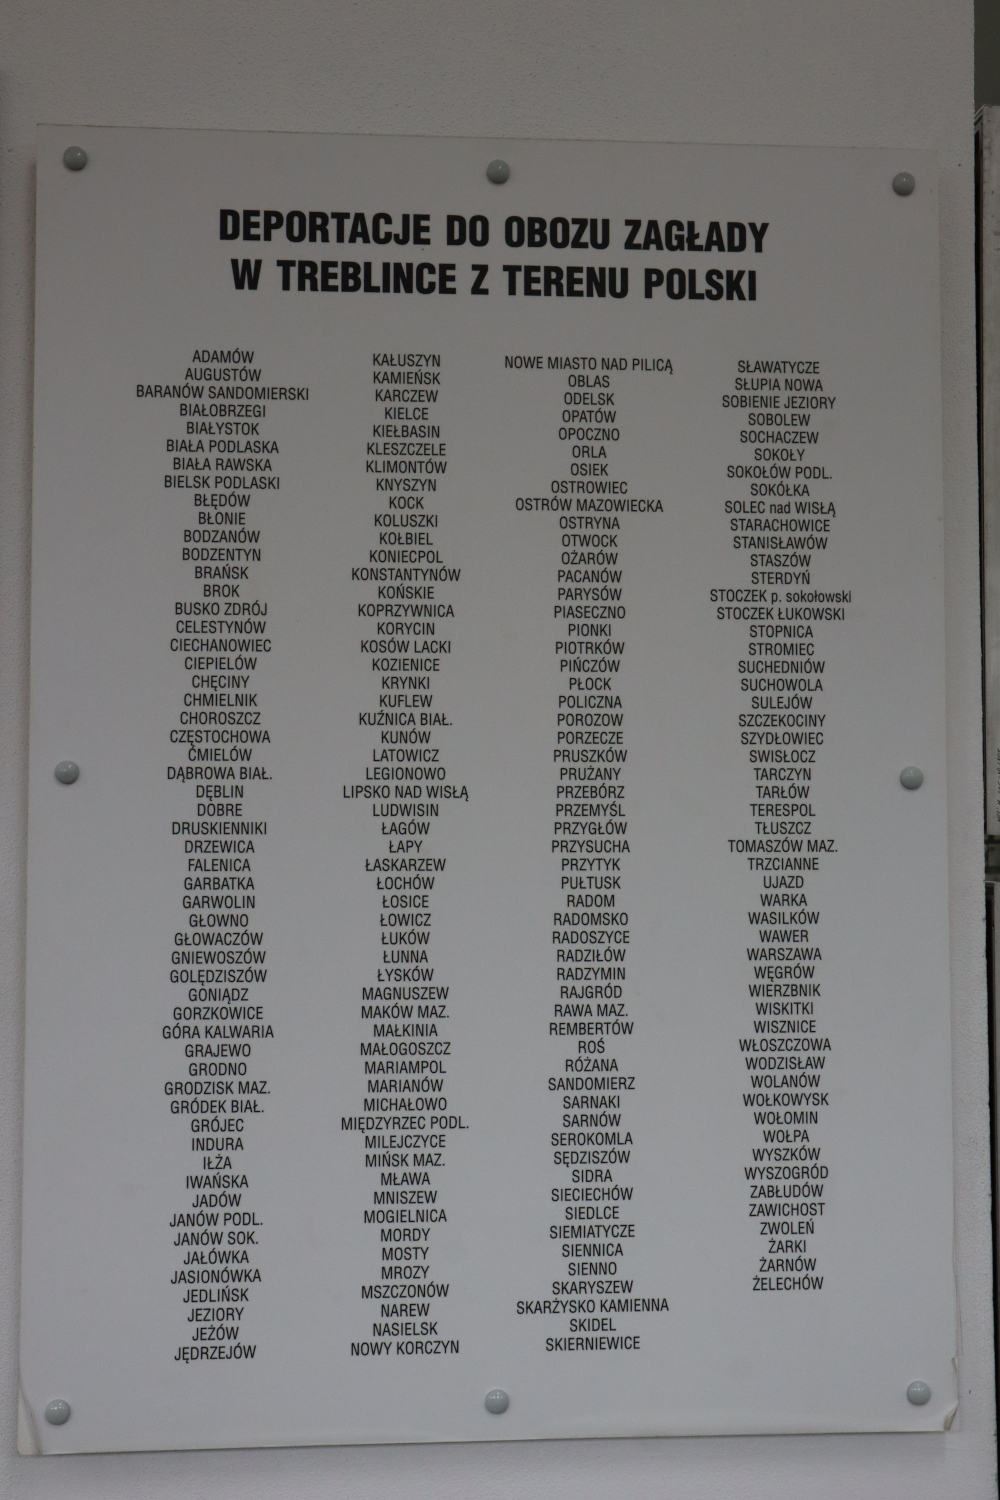 DEPORTACJE DO OBOZU ZAGŁADY
W TREBLINCE Z TERENU POLSKI
ADAMÓW
AUGUSTÓW
BARANÓW SANDOMIERSKI
BIAŁOBRZEGI
BIAŁYSTOK
BIAŁA PODLASKA
BIAŁA RAWSKA
BIELSK PODLASKI
BŁĘDÓW
BŁONIE
BODZANÓW
BODZENTYN
BRAŃSK
BROK
BUSKO ZDRÓJ
CELESTYNÓW
CIECHANOWIEC
CIEPIELÓW
CHĘCINY
CHMIELNIK
CHOROSZCZ
CZĘSTOCHOWA
ĆMIELÓW
DĄBROWA BIAŁ.
DĘBLIN
DOBRE
DRUSKIENNIKI
DRZEWICA
FALENICA
GARBATKA
GARWOLIN
GŁOWNO
GŁOWACZÓW
GNIEWOSZÓW
GOLĘDZISZÓW
GONIĄDZ
GORZKOWICE
GÓRA KALWARIA
GRAJEWO
GRODNO
GRODZISK MAZ.
GRÓDEK BIAŁ.
GRÓJEC
INDURA
IŁŻA
IWAŃSKA
JADÓW
JANÓW PODL.
JANÓW SOK.
JAŁÓWKA
JASIONÓWKA
JEDLIŃSK
JEZIORY
JEŻÓW
JĘDRZEJÓW
KAŁUSZYN
KAMIEŃSK
KARCZEW
KIELCE
KIEŁBASIN
KLESZCZELE
KLIMONTÓW
KNYSZYN
KOCK
KOLUSZKI
KOŁBIEL
KONIECPOL
KONSTANTYNÓW
KOŃSKIE
KOPRZYWNICA
KORYCIN
KOSÓW LACKI
KOZIENICE
KRYNKI
KUFLEW
KUŹNICA BIAŁ.
KUNÓW
LATOWICZ
LEGIONOWO
LIPSKO NAD WISŁĄ
LUDWISIN
ŁAGÓW
ŁAPY
ŁASKARZEW
ŁOCHÓW
ŁOSICE
ŁOWICZ
ŁUKÓW
ŁUNNA
ŁYSKÓW
MAGNUSZEW
MAKÓW MAZ.
MAŁKINIA
MAŁOGOSZCZ
MARIAMPOL
MARIANÓW
MICHAŁOWO
MIĘDZYRZEC PODL.
MILEJCZYCE
MIŃSK MAZ.
MŁAWA
MNISZEW
MOGIELNICA
MORDY
MOSTY
MROZY
MSZCZONÓW
NAREW
NASIELSK
NOWY KORCZYN
NOWE MIASTO NAD PILICĄ
OBLAS
ODELSK
OPATÓW
OPOCZNO
ORLA
OSIEK
OSTROWIEC
OSTRÓW MAZOWIECKA
OSTRYNA
OTWOCK
OŻARÓW
PACANÓW
PARYSÓW
PIASECZNO
PIONKI
PIOTRKÓW
PIŃCZÓW
PŁOCK
POLICZNA
POROZOW
PORZECZE
PRUSZKÓW
PRUŻANY
PRZEBÓRZ
PRZEMYŚL
PRZYGŁÓW
PRZYSUCHA
PRZYTYK
PUŁTUSK
RADOM
RADOMSKO
RADOSZYCE
RADZIŁÓW
RADZYMIN
RAJGRÓD
RAWA MAZ.
REMBERTÓW
ROŚ
RÓŻANA
SANDOMIERZ
SARNAKI
SARNÓW
SEROKOMLA
SĘDZISZÓW
SIDRA
SIECIECHÓW
SIEDLCE
SIEMIATYCZE
SIENNICA
SIENNO
SKARYSZEW
SKARŻYSKO KAMIENNA
SKIDEL
SKIERNIEWICE
SŁAWATYCZE
SŁUPIA NOWA
SOBIENIE JEZIORY
SOBOLEW
SOCHACZEW
SOKOŁY
SOKOŁÓW PODL.
SOKÓŁKA
SOLEC nad WISŁĄ
STARACHOWICE
STANISŁAWÓW
STASZÓW
STERDYŃ
STOCZEK p. sokołowski
STOCZEK ŁUKOWSKI
STOPNICA
STROMIEC
SUCHEDNIÓW
SUCHOWOLA
SULEJÓW
SZCZEKOCINY
SZYDŁOWIEC
SWISŁOCZ
TARCZYN
TARŁÓW
TERESPOL
TŁUSZCZ
TOMASZÓW MAZ.
TRZCIANNE
UJAZD
WARKA
WASILKÓW
WAWER
WARSZAWA
WĘGRÓW
WIERZBNIK
WISKITKI
WISZNICE
WŁOSZCZOWA
WODZISŁAW
WOLANÓW
WOŁKOWYSK
WOŁOMIN
WOŁPA
WYSZKÓW
WYSZOGRÓD
ZABŁUDÓW
ZAWICHOST
ZWOLEŃ
ŻARKI
ŻARNÓW
ŻELECHÓW